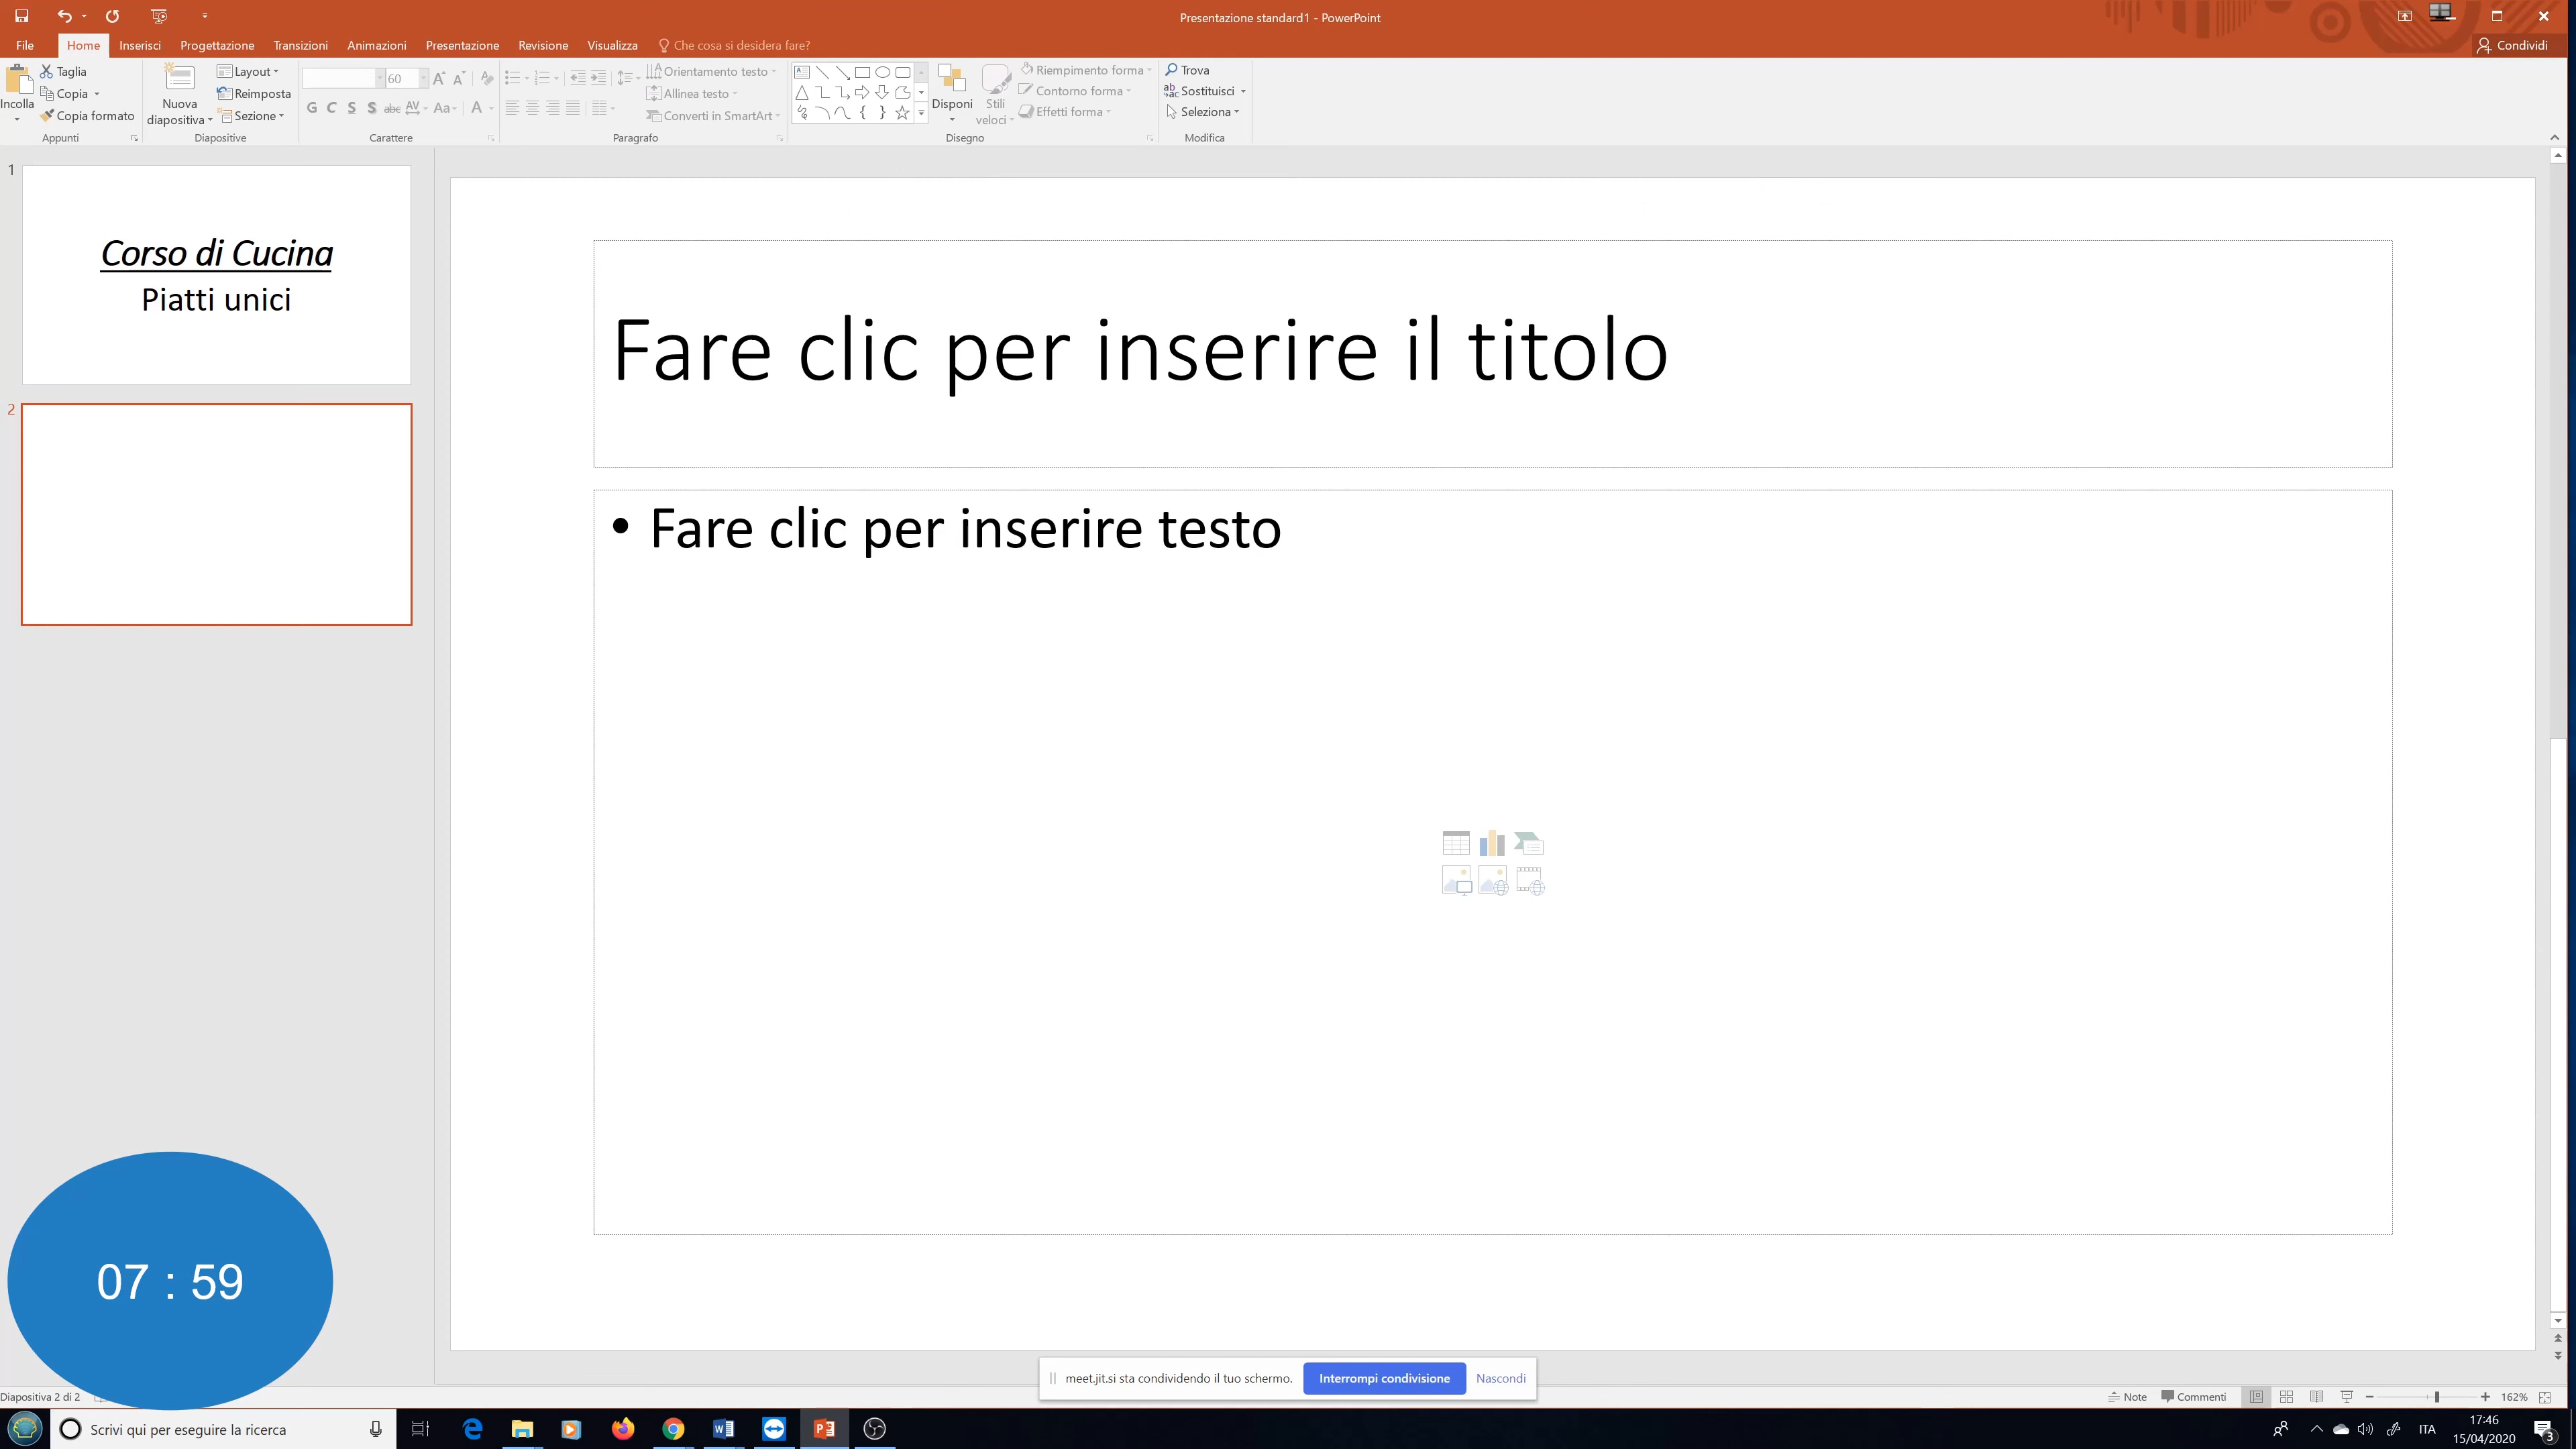 Presentazione standard1 - PowerPoint
File Home Inserisci Progettazione Transizioni Animazioni Presentazione Revisione Visualizza Che cosa si desidera fare? Condividi
Incolla
Taglia
Copia
Copia formato
Appunti
Nuova
diapositiva
Layout
Reimposta
Sezione
Diapositive
60
G C S S abc AV Aa A
Carattere
Orientamento testo
Allinea testo
Converti in SmartArt
Paragrafo
Disponi
Stili
veloci
Riempimento forma
Contorno forma
Effetti forma
Disegno
Trova
Sostituisci
Seleziona
Modifica
1
Corso di Cucina
Piatti unici
2
Fare clic per inserire il titolo
• Fare clic per inserire testo
07 : 59
meet.jit.si sta condividendo il tuo schermo. Interrompi condivisione Nascondi
Diapositiva 2 di 2
Note Commenti 162%
Scrivi qui per eseguire la ricerca
ITA
17:46
15/04/2020
3